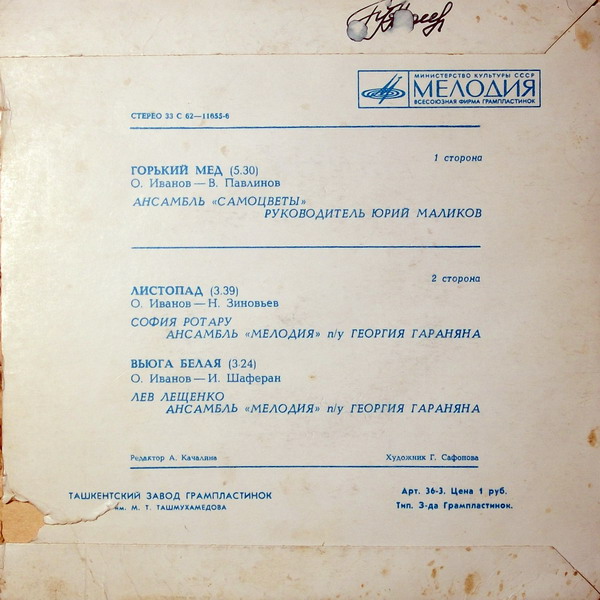 МИНИСТЕРСТВО КУЛЬТУРЫ СССР
МЕЛОДИЯ
ВСЕСОЮЗНАЯ ФИРМА ГРАМПЛАСТИНОК
СТЕРЕО 33 С 62—11655-6
1 сторона
ГОРЬКИЙ МЕД (5.30)
О. Иванов — В. Павлинов
АНСАМБЛЬ «САМОЦВЕТЫ»
РУКОВОДИТЕЛЬ ЮРИЙ МАЛИКОВ
2 сторона
ЛИСТОПАД (3.39)
О. Иванов — Н. Зиновьев
СОФИЯ РОТАРУ
АНСАМБЛЬ «МЕЛОДИЯ» п/у ГЕОРГИЯ ГАРАНЯНА
ВЬЮГА БЕЛАЯ (3-24)
О. Иванов — И. Шаферан
ЛЕВ ЛЕЩЕНКО
АНСАМБЛЬ «МЕЛОДИЯ» п/у ГЕОРГИЯ ГАРАНЯНА
Редактор А. Качалина Художник Г. Сафонова
ТАШКЕНТСКИЙ ЗАВОД ГРАМПЛАСТИНОК
им. М. Т. ТАШМУХАМЕДОВА
Арт. 36-3. Цена 1 руб.
Тип. З-да Грампластинок.